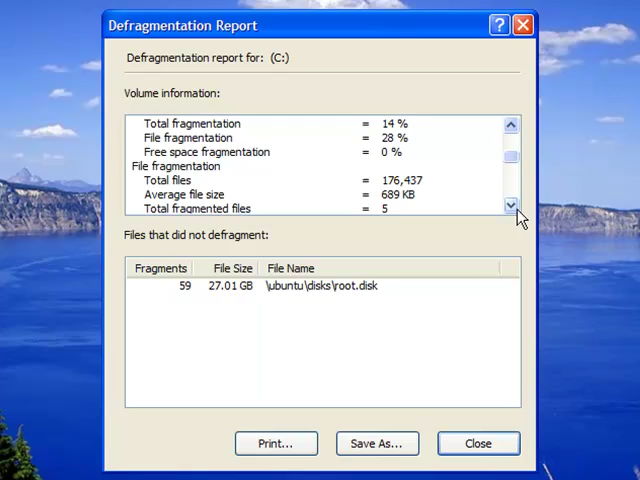 Defragmentation Report
Defragmentation report for: (C:)
Volume information:
Total fragmentation = 14 %
File fragmentation = 28 %
Free space fragmentation = 0 %
File fragmentation
Total files = 176,437
Average file size = 689 KB
Total fragmented files = 5
Files that did not defragment:
Fragments File Size File Name
59 27.01 GB \ubuntu\disks\root.disk
Print... Save As... Close